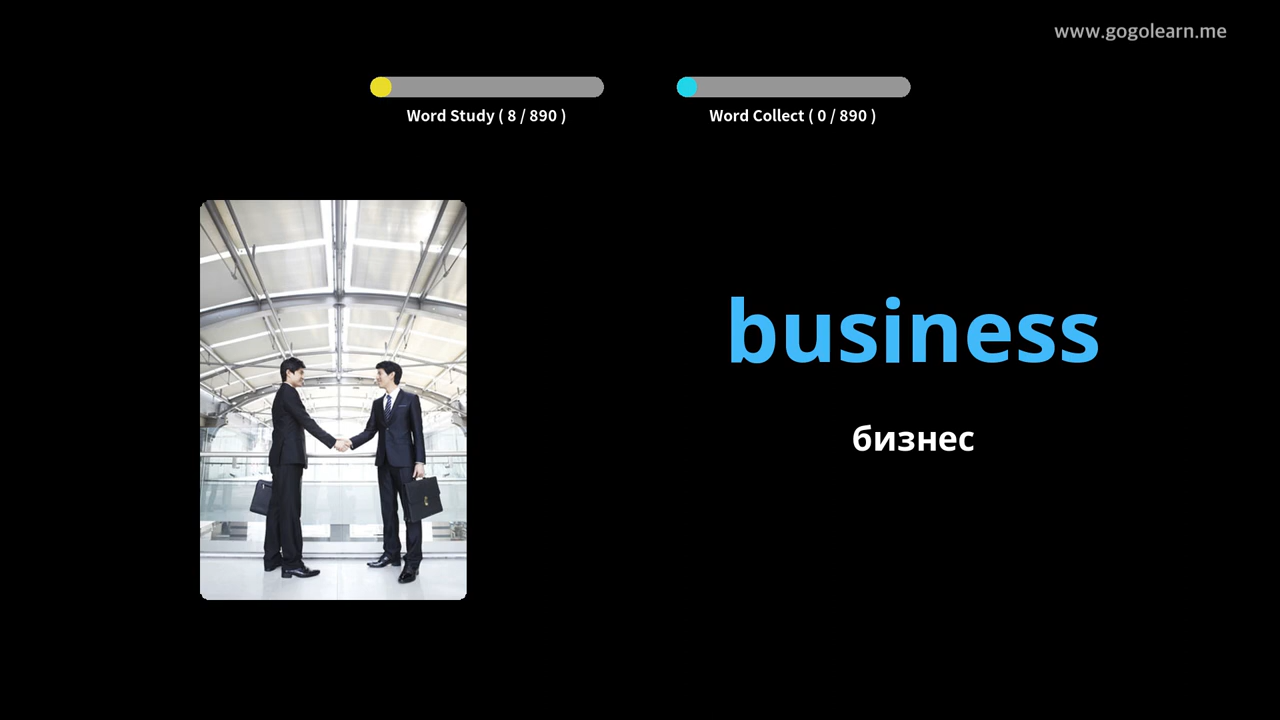 www.gogolearn.me
Word Study ( 8 / 890 )
Word Collect ( 0 / 890 )
business
бизнес